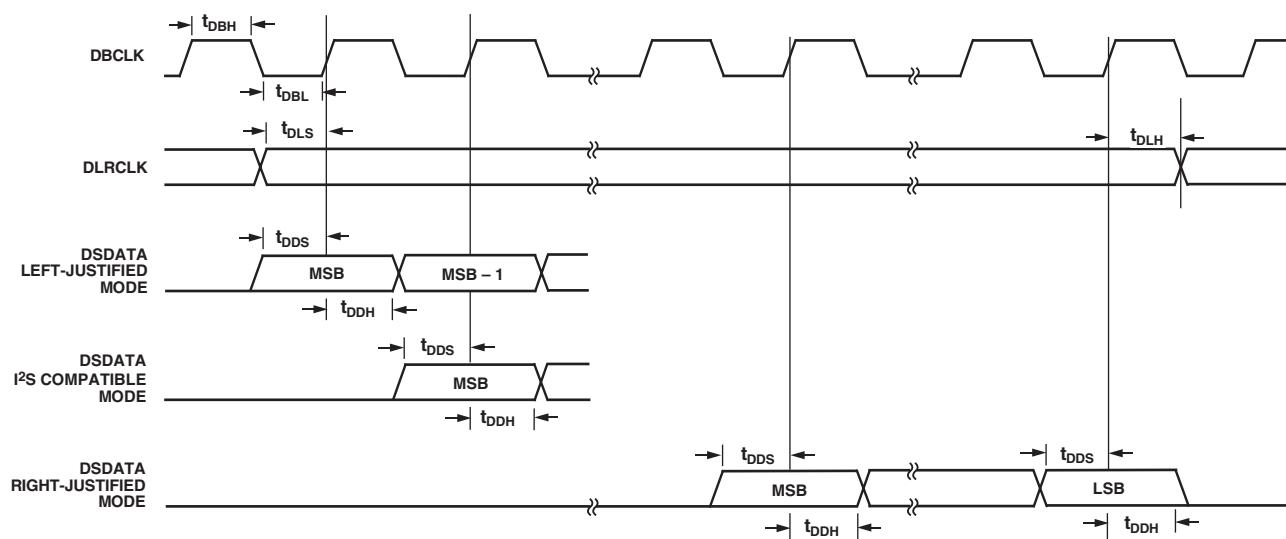 tDBH
DBCLK
tDBL
tDLS
tDLH
DLRCLK
tDDS
DSDATA
LEFT-JUSTIFIED
MODE
MSB
MSB – 1
tDDH
DSDATA
I²S COMPATIBLE
MODE
tDDS
MSB
tDDH
DSDATA
RIGHT-JUSTIFIED
MODE
tDDS
tDDS
MSB
LSB
tDDH
tDDH